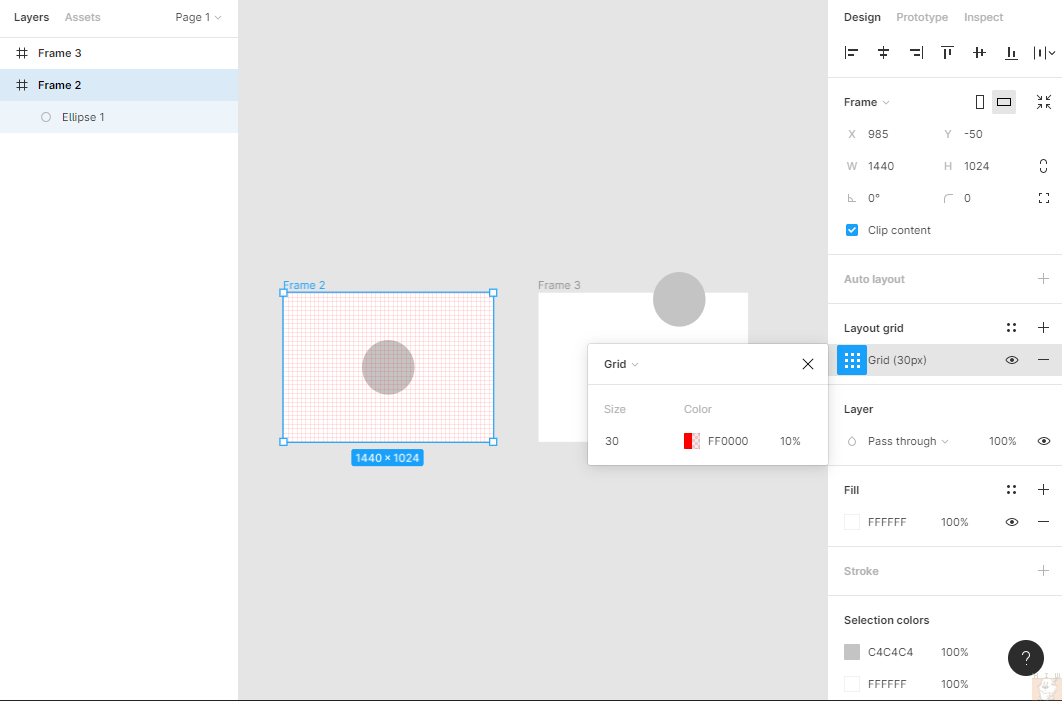 Layers Assets Page 1
Frame 3
Frame 2
Ellipse 1
Frame 2
1440 × 1024
Frame 3
Grid
Size Color
30 FF0000 10%
Design Prototype Inspect
Frame
X 985 Y -50
W 1440 H 1024
0° 0
Clip content
Auto layout
Layout grid
Grid (30px)
Layer
Pass through 100%
Fill
FFFFFF 100%
Stroke
Selection colors
C4C4C4 100%
?
FFFFFF 100%